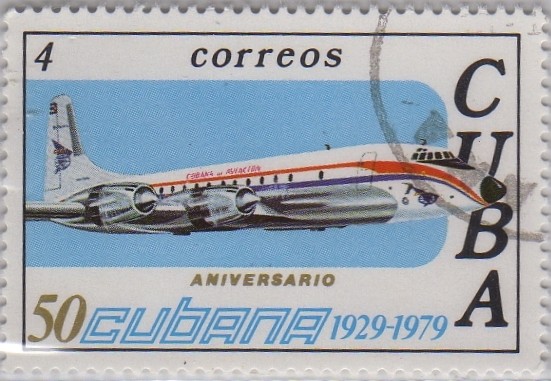 4 correos
CUBA
CUBANA DE AVIACION
ANIVERSARIO
50 CUBANA 1929-1979